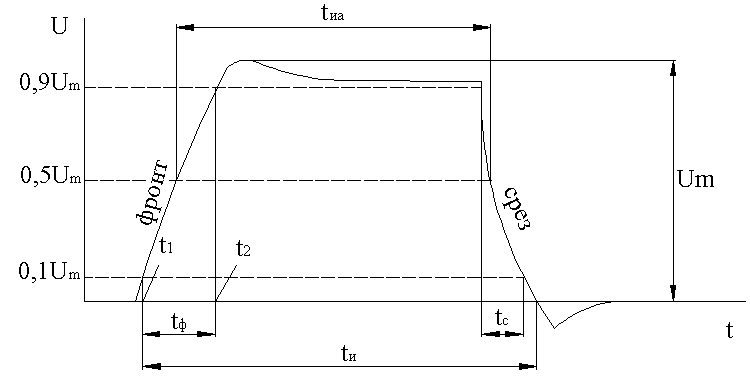 tиа
U
0,9Um
0,5Um
фронт
срез
Um
t1
t2
0,1Um
tф
tс
t
tи